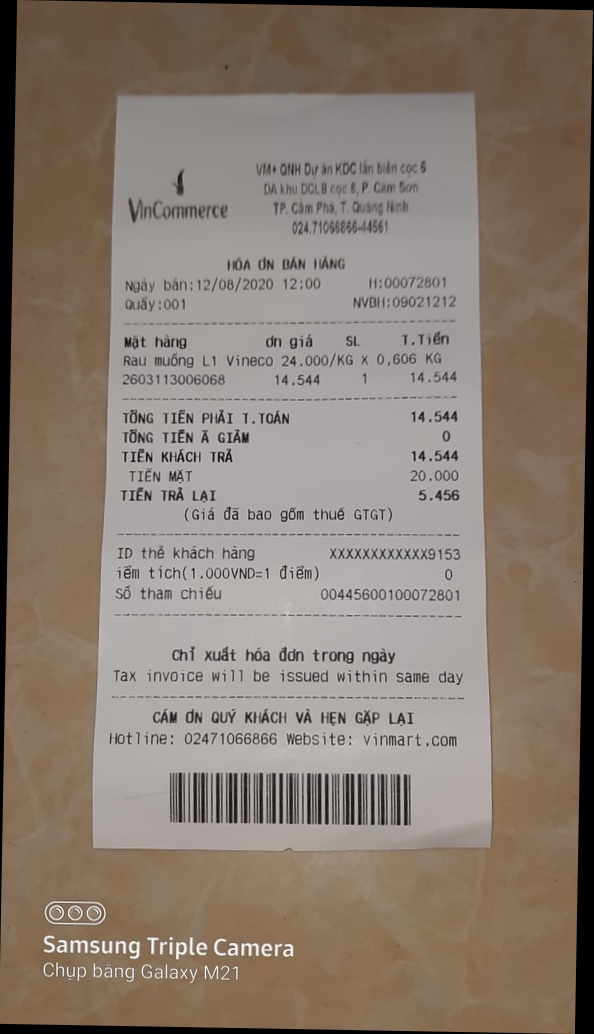 VinCommerce
VM+ QNH Dự án KDC lấn biển cọc 6
DA khu DCLB cọc 6, P. Cẩm Sơn
TP. Cẩm Phả, T. Quảng Ninh
024.71066866-44561
HÓA ƠN BÁN HÀNG
Ngày bán:12/08/2020 12:00 H:00072801
Quầy:001 NVBH:09021212
Mặt hàng ơn giá SL T.Tiền
Rau muống L1 Vineco 24.000/KG X 0,606 KG
2603113006068 14.544 1 14.544
TỔNG TIỀN PHẢI T.TOÁN 14.544
TỔNG TIỀN Ã GIẢM 0
TIỀN KHÁCH TRẢ 14.544
TIỀN MẶT 20.000
TIỀN TRẢ LẠI 5.456
(Giá đã bao gồm thuế GTGT)
ID thẻ khách hàng XXXXXXXXXXXX9153
iểm tích(1.000VND=1 điểm) 0
Số tham chiếu 00445600100072801
Chỉ xuất hóa đơn trong ngày
Tax invoice will be issued within same day
CÁM ƠN QUÝ KHÁCH VÀ HẸN GẶP LẠI
Hotline: 02471066866 Website: vinmart.com
Samsung Triple Camera
Chụp bằng Galaxy M21